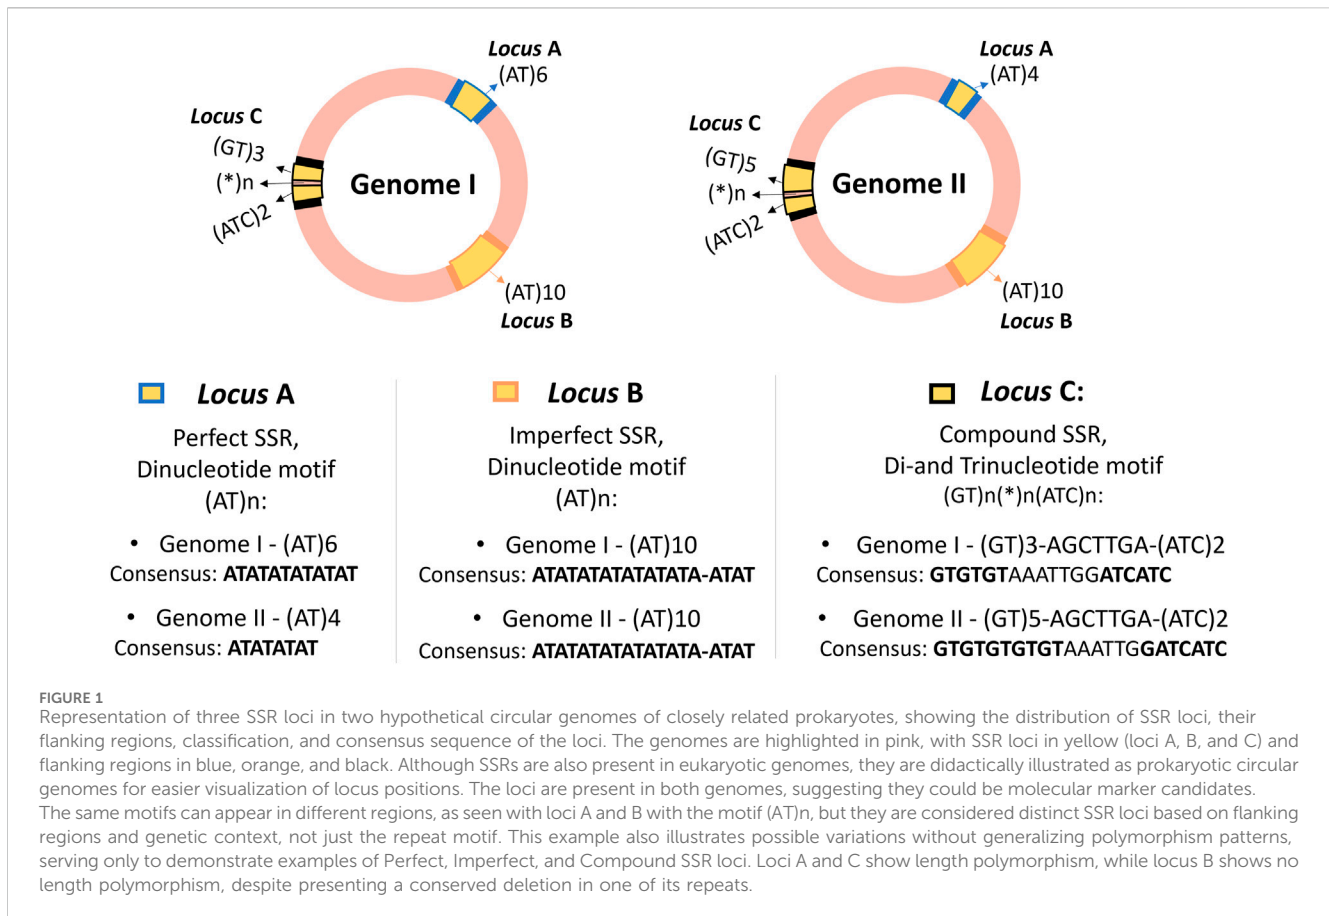 Locus A
(AT)6
Locus C
(GT)3
(*)n
(ATC)2
Genome I
(AT)10
Locus B
Locus A
(AT)4
Locus C
(GT)5
(*)n
(ATC)2
Genome II
(AT)10
Locus B
Locus A
Perfect SSR,
Dinucleotide motif
(AT)n:
• Genome I - (AT)6
Consensus: ATATATATATAT
• Genome II - (AT)4
Consensus: ATATATAT
Locus B
Imperfect SSR,
Dinucleotide motif
(AT)n:
• Genome I - (AT)10
Consensus: ATATATATATATATA-ATAT
• Genome II - (AT)10
Consensus: ATATATATATATATA-ATAT
Locus C:
Compound SSR,
Di-and Trinucleotide motif
(GT)n(*)n(ATC)n:
• Genome I - (GT)3-AGCTTGA-(ATC)2
Consensus: GTGTGTAAATTGGATCATC
• Genome II - (GT)5-AGCTTGA-(ATC)2
Consensus: GTGTGTGTGTAAATTGGATCATC
FIGURE 1
Representation of three SSR loci in two hypothetical circular genomes of closely related prokaryotes, showing the distribution of SSR loci, their
flanking regions, classification, and consensus sequence of the loci. The genomes are highlighted in pink, with SSR loci in yellow (loci A, B, and C) and
flanking regions in blue, orange, and black. Although SSRs are also present in eukaryotic genomes, they are didactically illustrated as prokaryotic circular
genomes for easier visualization of locus positions. The loci are present in both genomes, suggesting they could be molecular marker candidates.
The same motifs can appear in different regions, as seen with loci A and B with the motif (AT)n, but they are considered distinct SSR loci based on flanking
regions and genetic context, not just the repeat motif. This example also illustrates possible variations without generalizing polymorphism patterns,
serving only to demonstrate examples of Perfect, Imperfect, and Compound SSR loci. Loci A and C show length polymorphism, while locus B shows no
length polymorphism, despite presenting a conserved deletion in one of its repeats.